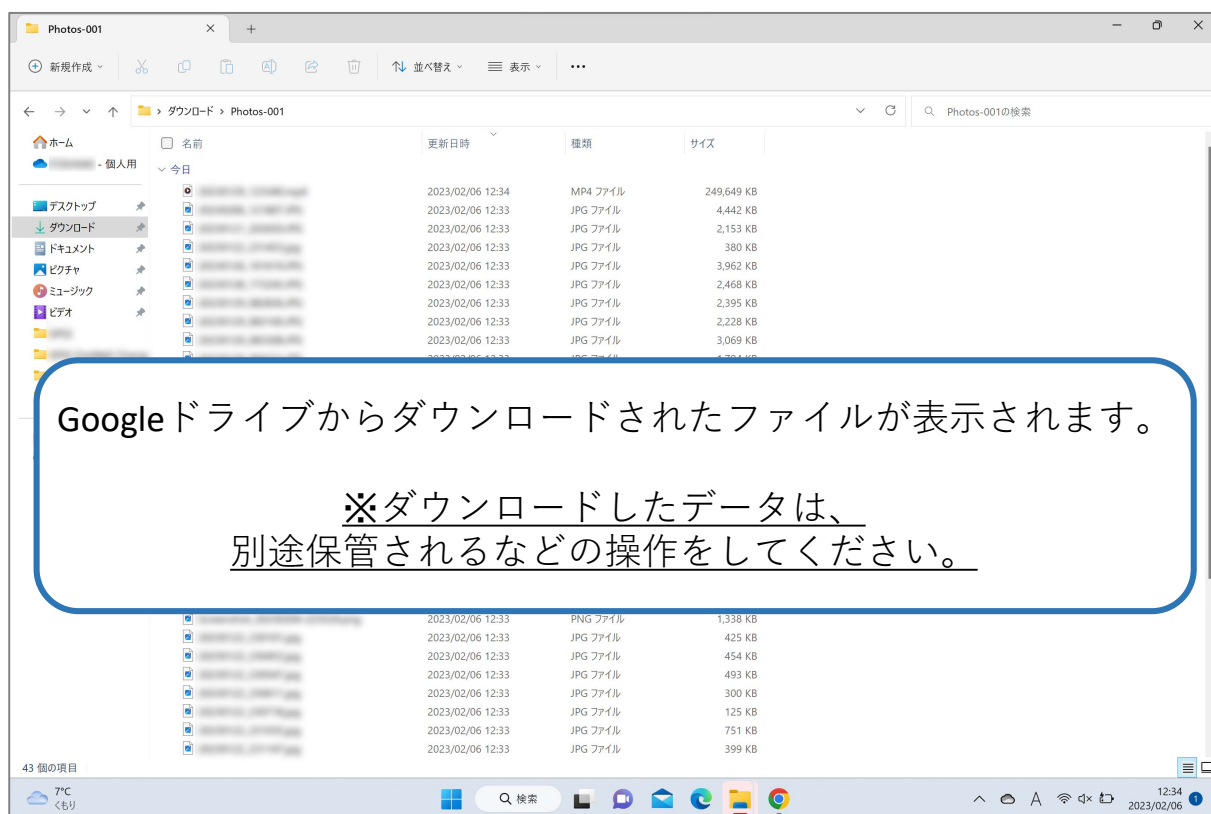 Photos-001
新規作成
並べ替え
表示
ダウンロード > Photos-001
Photos-001の検索
ホーム
- 個人用
デスクトップ
ダウンロード
ドキュメント
ピクチャ
ミュージック
ビデオ
名前 更新日時 種類 サイズ
今日
2023/02/06 12:34 MP4 ファイル 249,649 KB
2023/02/06 12:33 JPG ファイル 4,442 KB
2023/02/06 12:33 JPG ファイル 2,153 KB
2023/02/06 12:33 JPG ファイル 380 KB
2023/02/06 12:33 JPG ファイル 3,962 KB
2023/02/06 12:33 JPG ファイル 2,468 KB
2023/02/06 12:33 JPG ファイル 2,395 KB
2023/02/06 12:33 JPG ファイル 2,228 KB
2023/02/06 12:33 JPG ファイル 3,069 KB
Googleドライブからダウンロードされたファイルが表示されます。
※ダウンロードしたデータは、
別途保管されるなどの操作をしてください。
2023/02/06 12:33 PNG ファイル 1,338 KB
2023/02/06 12:33 JPG ファイル 425 KB
2023/02/06 12:33 JPG ファイル 454 KB
2023/02/06 12:33 JPG ファイル 493 KB
2023/02/06 12:33 JPG ファイル 300 KB
2023/02/06 12:33 JPG ファイル 125 KB
2023/02/06 12:33 JPG ファイル 751 KB
2023/02/06 12:33 JPG ファイル 399 KB
43 個の項目
7°C
くもり
検索
A
12:34
2023/02/06
1